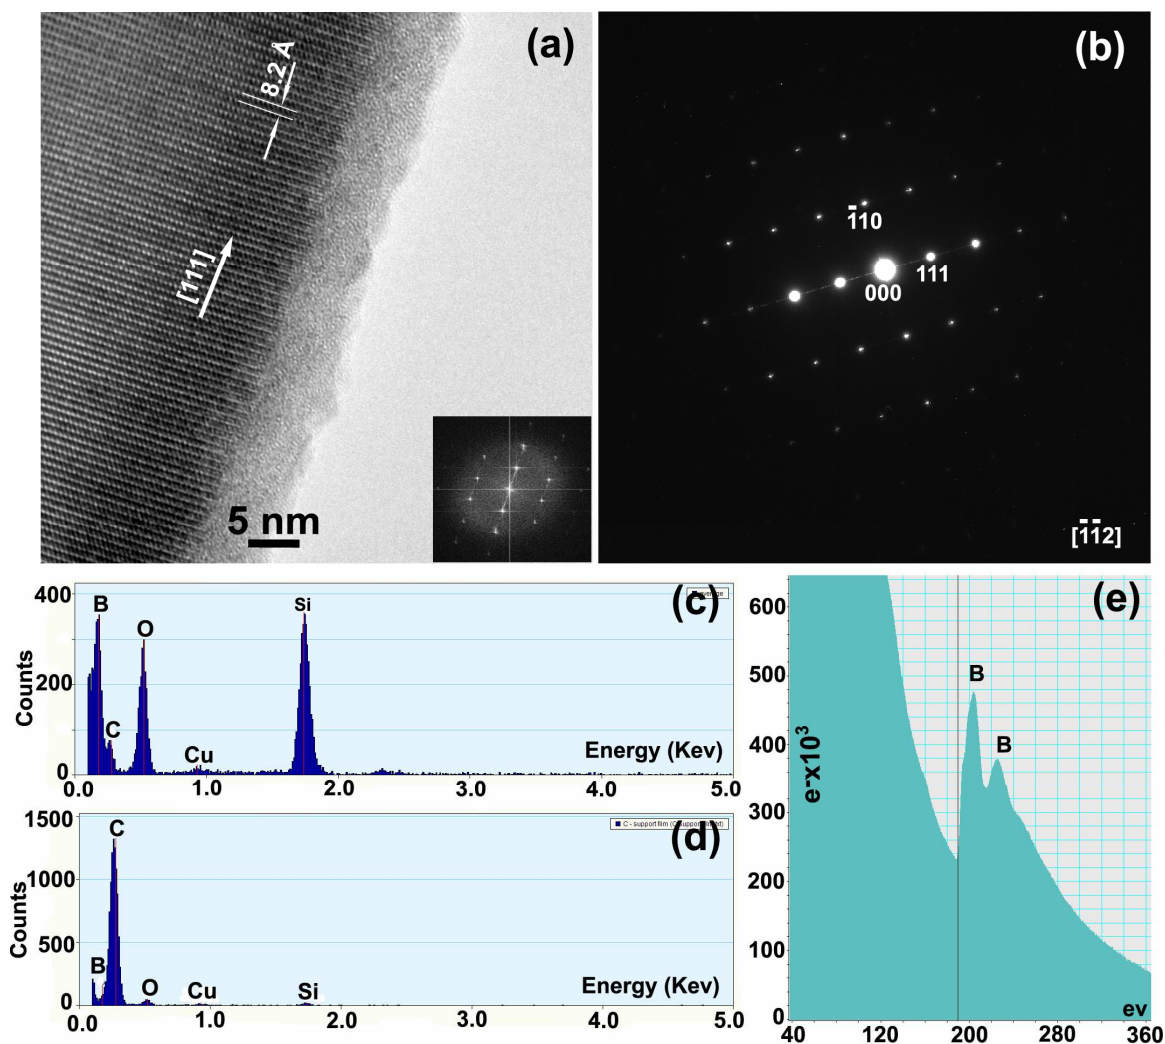 (a)
8.2 Å
[111]
5 nm
(b)
1̄10
111
000
[1̄1̄2]
400
200
0
Counts
B
C
O
Cu
Si
(c)
Energy (Kev)
0.0 1.0 2.0 3.0 4.0 5.0
1500
1000
500
0
Counts
C
B
O
Cu
Si
(d)
Energy (Kev)
0.0 1.0 2.0 3.0 4.0 5.0
(e)
600
500
400
300
200
100
0
e-x10³
B
B
ev
40 120 200 280 360